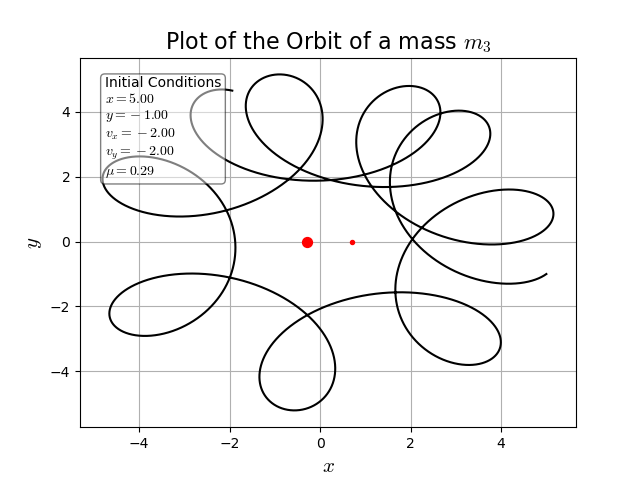 Plot of the Orbit of a mass m₃
Initial Conditions
x = 5.00
y = −1.00
vₓ = −2.00
v_y = −2.00
μ = 0.29
4
2
0
−2
−4
y
−4 −2 0 2 4
x